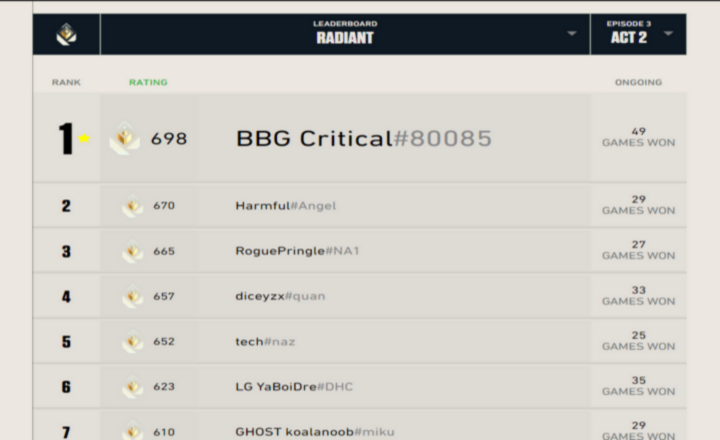 LEADERBOARD
RADIANT
EPISODE 3
ACT 2
RANK RATING ONGOING
1 698 BBG Critical#80085 49 GAMES WON
2 670 Harmful#Angel 29 GAMES WON
3 665 RoguePringle#NA1 27 GAMES WON
4 657 diceyzx#quan 33 GAMES WON
5 652 tech#naz 25 GAMES WON
6 623 LG YaBoiDre#DHC 35 GAMES WON
7 610 GHOST koalanoob#miku 29 GAMES WON